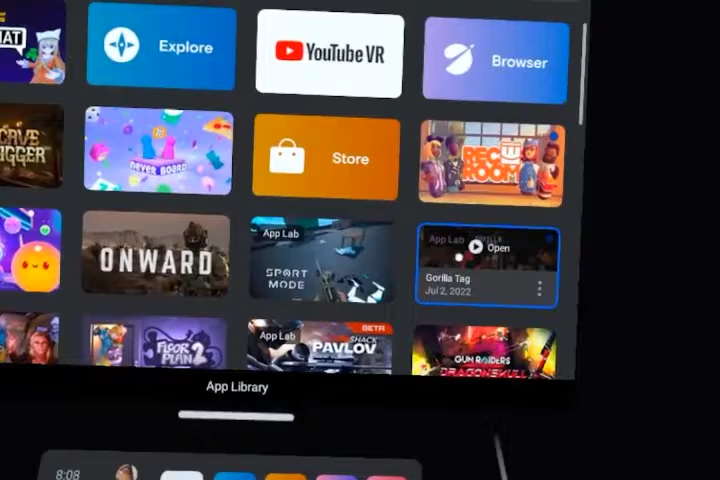 HAT
Explore
YouTube VR
Browser
CAVE
DIGGER
never BOARD
Store
REC
ROOM
ONWARD
App Lab
SPORT
MODE
App Lab
Open
Gorilla Tag
Jul 2, 2022
FLOOR
PLAN 2
App Lab
BETA
SHACK
PAVLOV
GUN RAIDERS
DRAGONSKULL
App Library
8:08